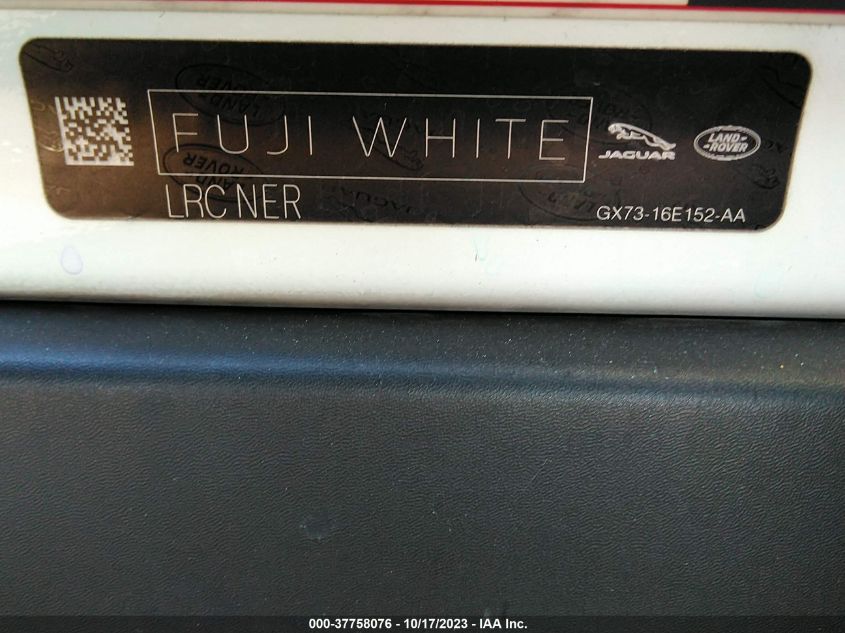 FUJI WHITE
JAGUAR
LAND-
-ROVER
LRC NER
GX73-16E152-AA
000-37758076 - 10/17/2023 - IAA Inc.